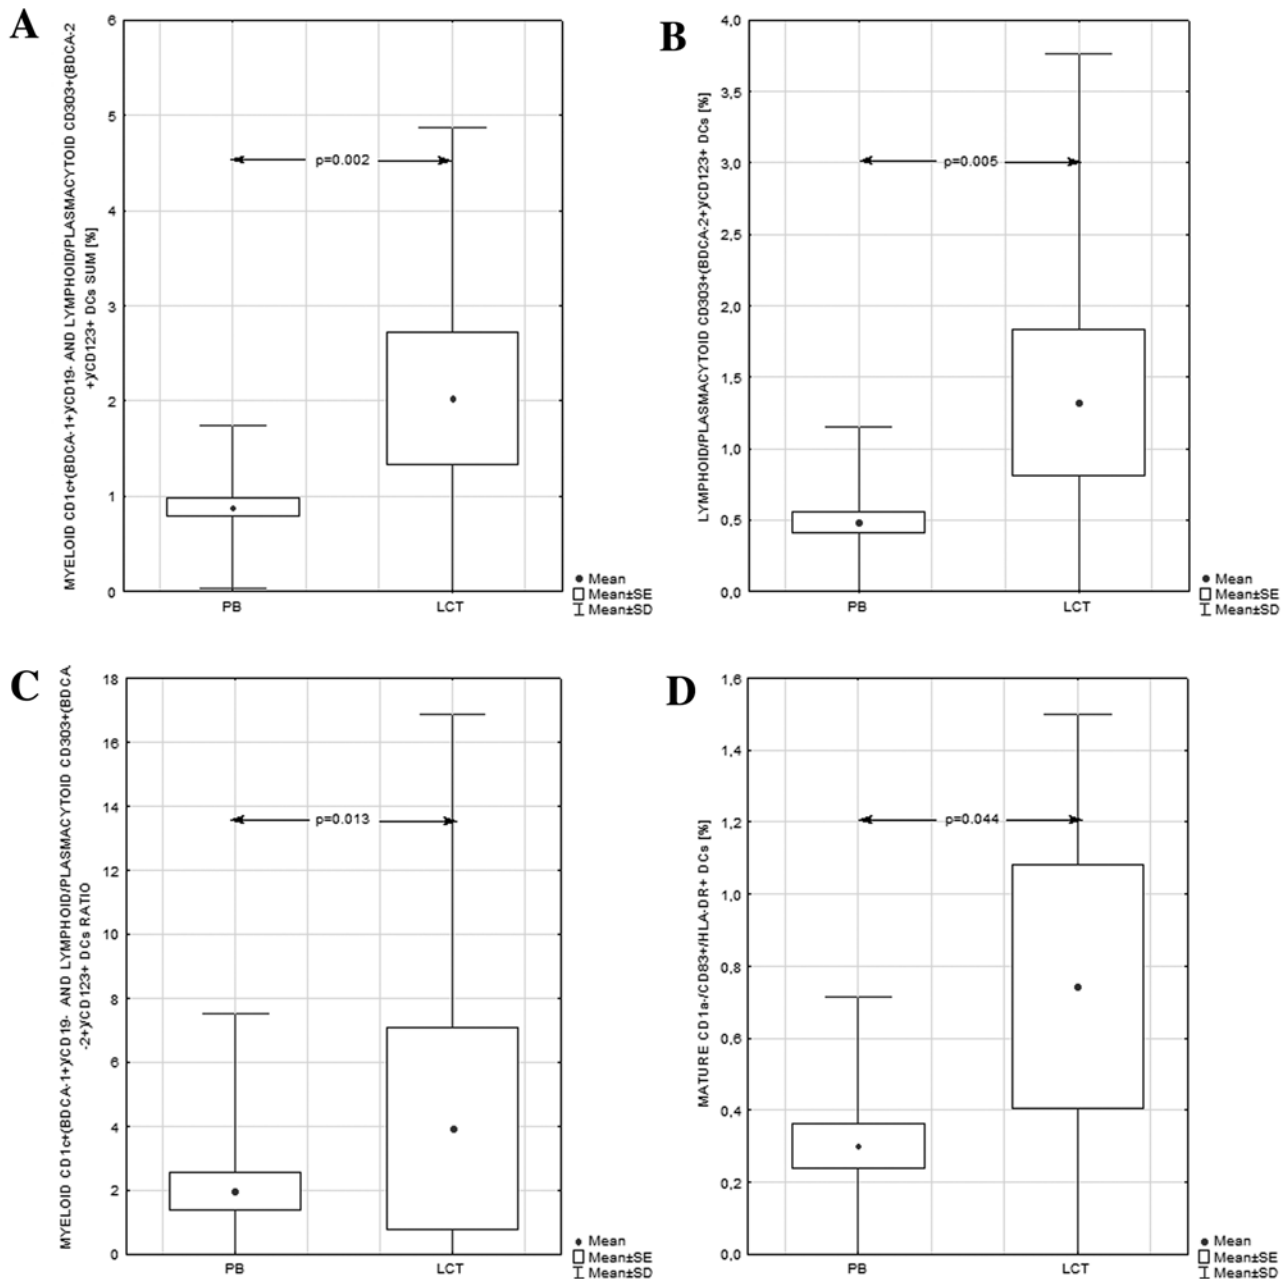 A
MYELOID CD1c+(BDCA-1+)/CD19- AND LYMPHOID/PLASMACYTOID CD303+(BDCA-2
+)/CD123+ DCs SUM [%]
6
5
4
3
2
1
0
p=0.002
PB
LCT
Mean
Mean±SE
Mean±SD
B
LYMPHOID/PLASMACYTOID CD303+(BDCA-2+)/CD123+ DCs [%]
4,0
3,5
3,0
2,5
2,0
1,5
1,0
0,5
0,0
p=0.005
PB
LCT
Mean
Mean±SE
Mean±SD
C
MYELOID CD1c+(BDCA-1+)/CD19- AND LYMPHOID/PLASMACYTOID CD303+(BDCA
-2+)/CD123+ DCs RATIO
18
16
14
12
10
8
6
4
2
0
p=0.013
PB
LCT
Mean
Mean±SE
Mean±SD
D
MATURE CD1a-/CD83+/HLA-DR+ DCs [%]
1,6
1,4
1,2
1,0
0,8
0,6
0,4
0,2
0,0
p=0.044
PB
LCT
Mean
Mean±SE
Mean±SD